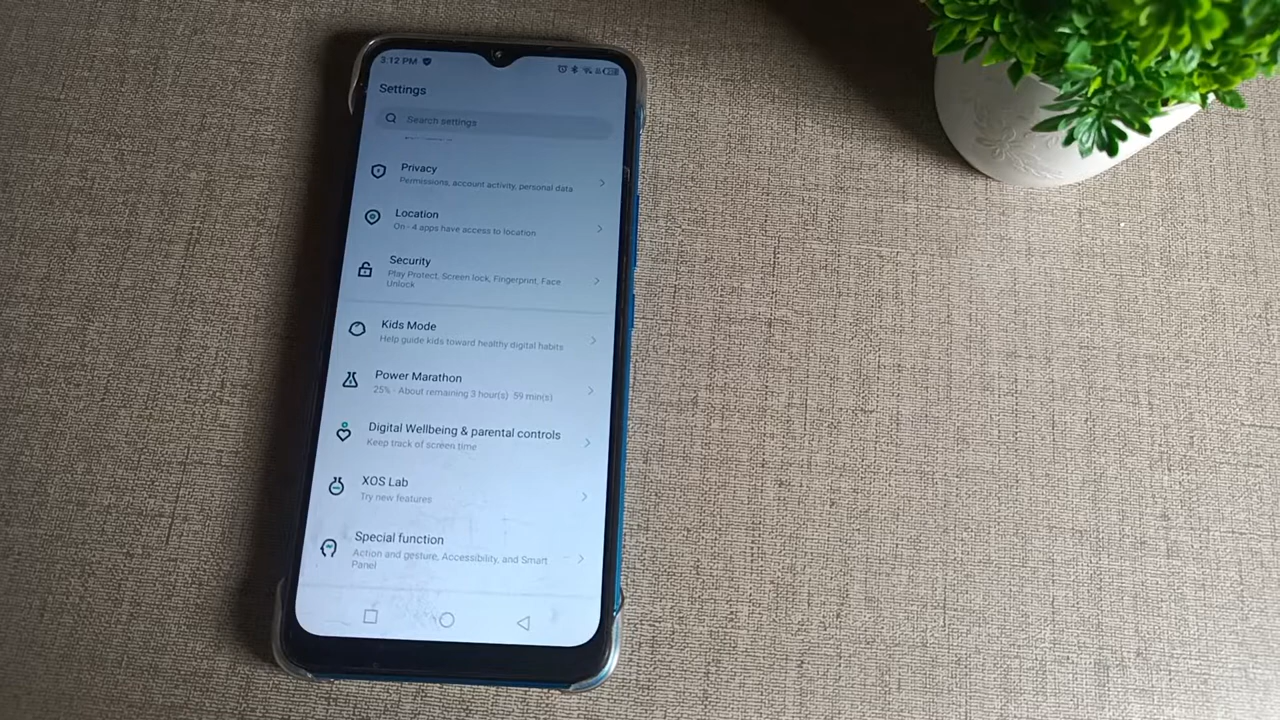 3:12 PM
Settings
Search settings
Privacy
Permissions, account activity, personal data
Location
On - 4 apps have access to location
Security
Play Protect, Screen lock, Fingerprint, Face
Unlock
Kids Mode
Help guide kids toward healthy digital habits
Power Marathon
25% - About remaining 3 hour(s) 59 min(s)
Digital Wellbeing & parental controls
Keep track of screen time
XOS Lab
Try new features
Special function
Action and gesture, Accessibility, and Smart
Panel